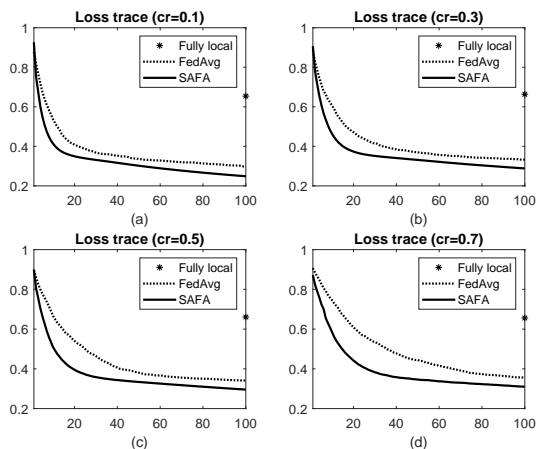 Loss trace (cr=0.1)
1
0.8
0.6
0.4
0.2
Fully local
FedAvg
SAFA
20 40 60 80 100
(a)
Loss trace (cr=0.3)
1
0.8
0.6
0.4
0.2
Fully local
FedAvg
SAFA
20 40 60 80 100
(b)
Loss trace (cr=0.5)
1
0.8
0.6
0.4
0.2
Fully local
FedAvg
SAFA
20 40 60 80 100
(c)
Loss trace (cr=0.7)
1
0.8
0.6
0.4
0.2
Fully local
FedAvg
SAFA
20 40 60 80 100
(d)